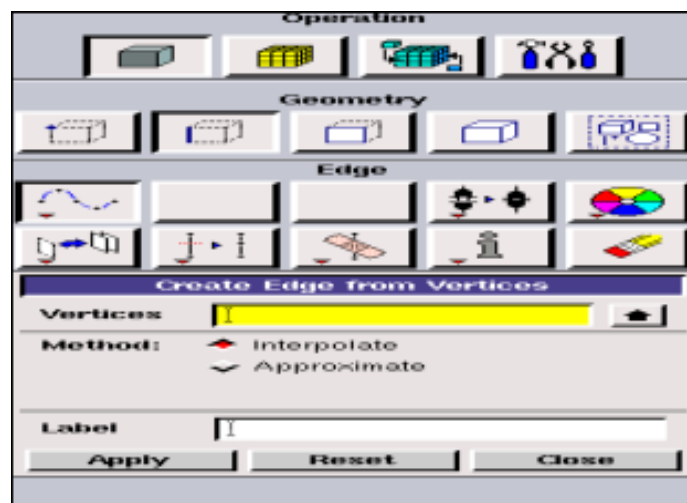 Operation
Geometry
Edge
Create Edge from Vertices
Vertices
Method: Interpolate
Approximate
Label
Apply Reset Close